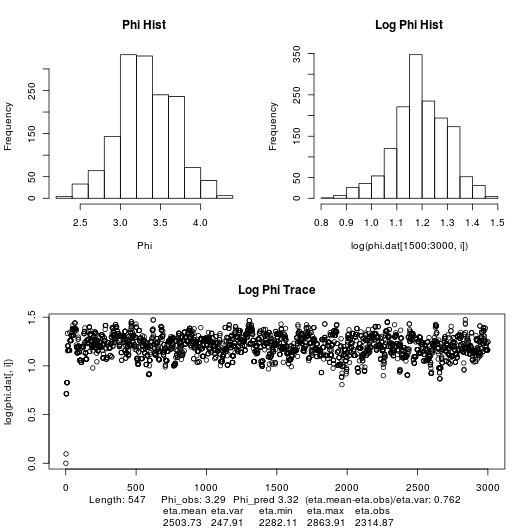 Phi Hist
Frequency
0 50 150 250
2.5 3.0 3.5 4.0
Phi
Log Phi Hist
Frequency
0 50 150 250 350
0.8 0.9 1.0 1.1 1.2 1.3 1.4 1.5
log(phi.dat[1500:3000, i])
Log Phi Trace
log(phi.dat[, i])
0.0 0.5 1.0 1.5
0 500 1000 1500 2000 2500 3000
Length: 547 Phi_obs: 3.29 Phi_pred 3.32 (eta.mean-eta.obs)/eta.var: 0.762
eta.mean eta.var eta.min eta.max eta.obs
2503.73 247.91 2282.11 2863.91 2314.87